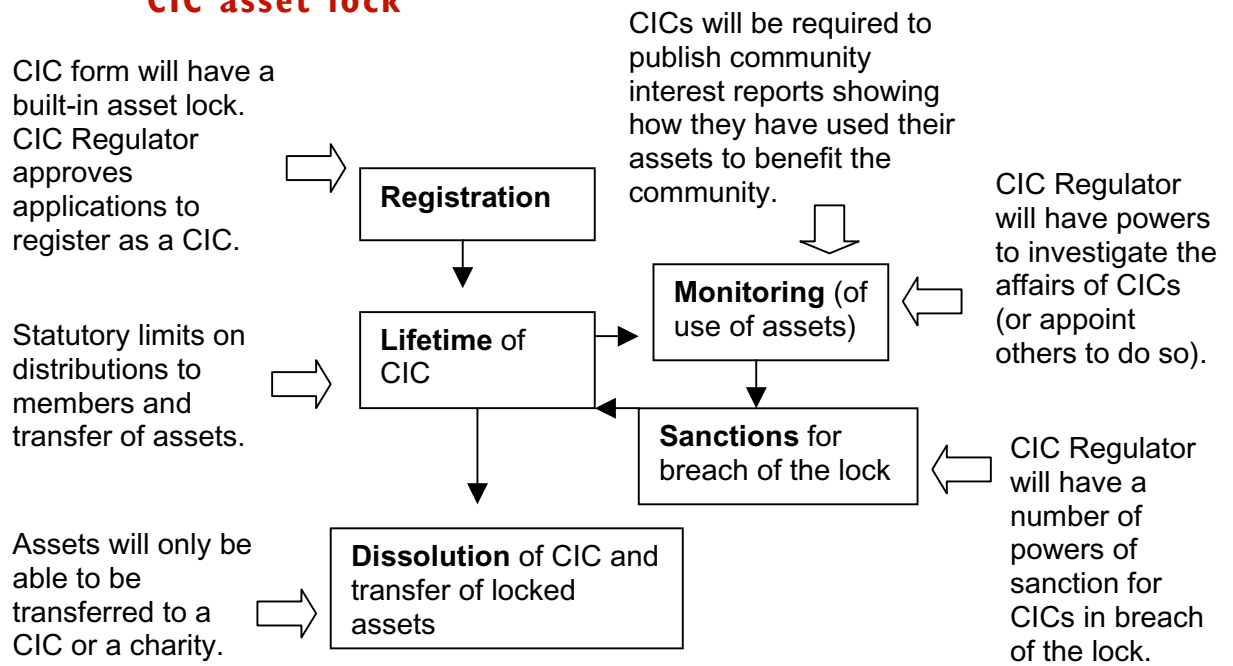 CIC asset lock
CIC form will have a
built-in asset lock.
CIC Regulator
approves
applications to
register as a CIC.
CICs will be required to
publish community
interest reports showing
how they have used their
assets to benefit the
community.
Registration
CIC Regulator
will have powers
to investigate the
affairs of CICs
(or appoint
others to do so).
Monitoring (of
use of assets)
Statutory limits on
distributions to
members and
transfer of assets.
Lifetime of
CIC
Sanctions for
breach of the lock
CIC Regulator
will have a
number of
powers of
sanction for
CICs in breach
of the lock.
Assets will only be
able to be
transferred to a
CIC or a charity.
Dissolution of CIC and
transfer of locked
assets